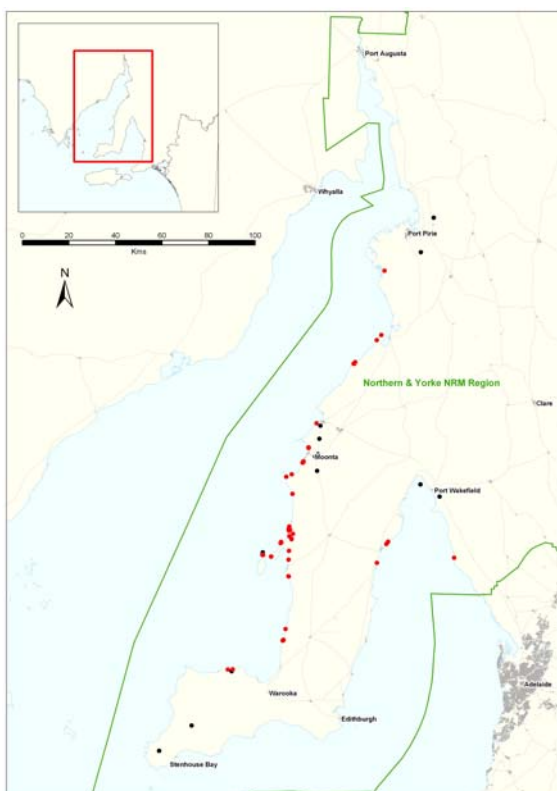 Port Augusta
Whyalla
Port Pirie
0 20 40 60 80 100
Kms
N
Northern & Yorke NRM Region
Clare
Moonta
Port Wakefield
Adelaide
Warooka
Edithburgh
Stenhouse Bay